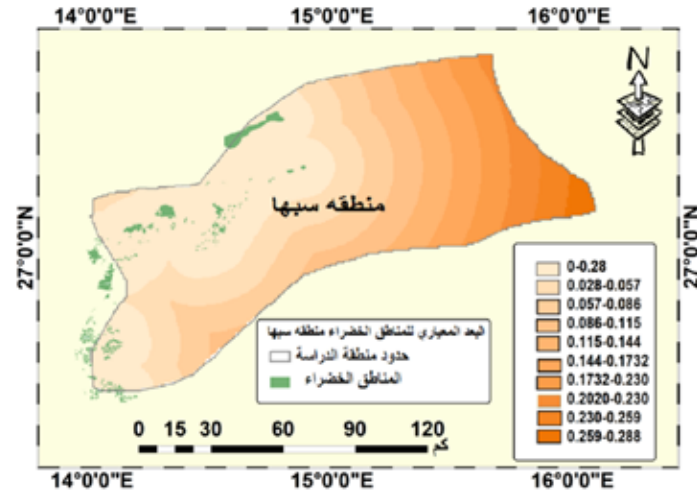 14°0'0"E 15°0'0"E 16°0'0"E
N
منطقه سبها
27°0'0"N
27°0'0"N
0-0.28
0.028-0.057
0.057-0.086
0.086-0.115
0.115-0.144
0.144-0.1732
0.1732-0.230
0.2020-0.230
0.230-0.259
0.259-0.288
البعد المعياري للمناطق الخضراء منطقه سبها
حدود منطقة الدراسة
المناطق الخضراء
0 15 30 60 90 120
كم
14°0'0"E 15°0'0"E 16°0'0"E